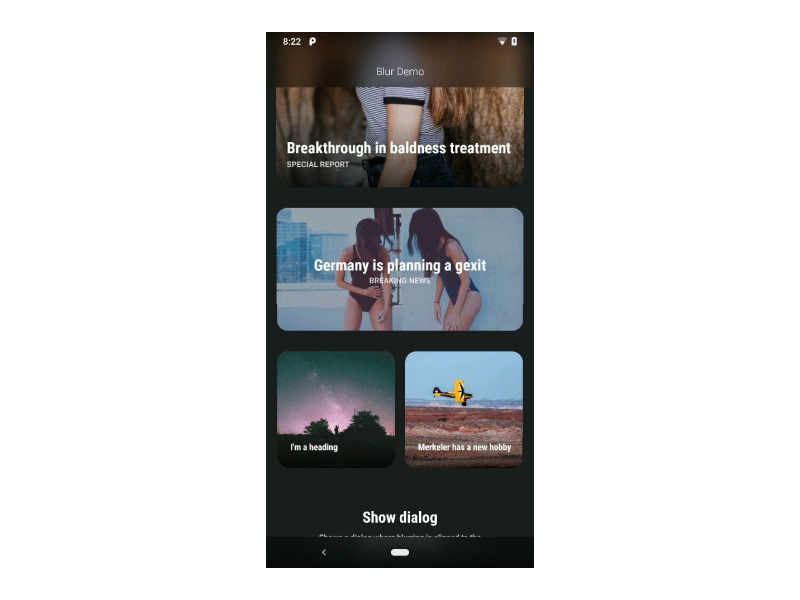 8:22
Blur Demo
Breakthrough in baldness treatment
SPECIAL REPORT
Germany is planning a gexit
BREAKING NEWS
I'm a heading
Merkeler has a new hobby
Show dialog